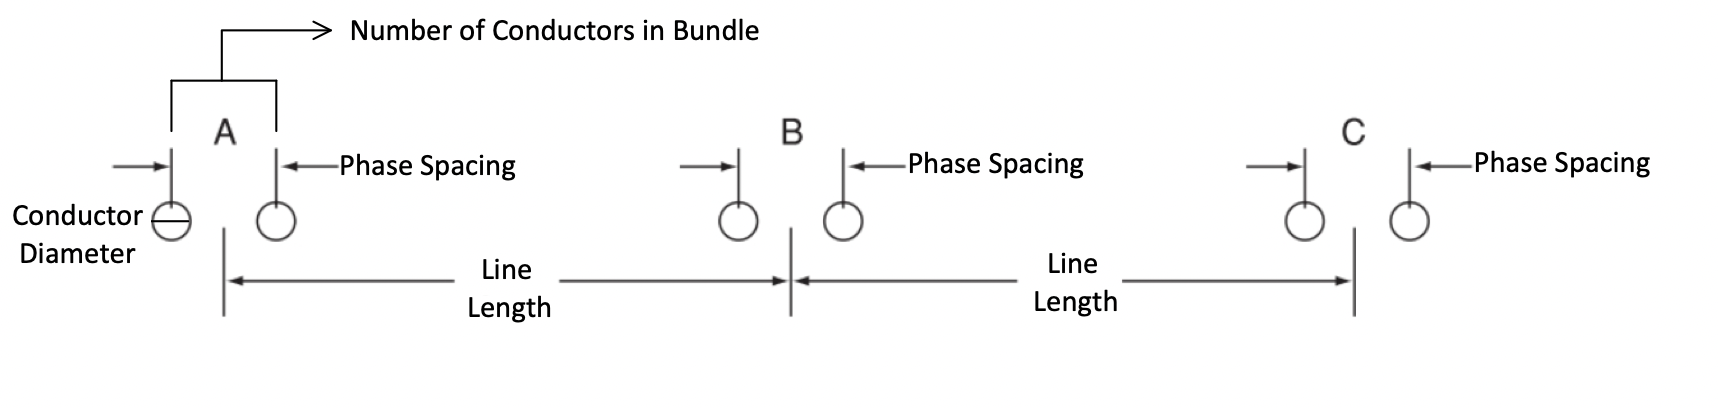 Number of Conductors in Bundle
A
B
C
Phase Spacing
Phase Spacing
Phase Spacing
Conductor
Diameter
Line
Length
Line
Length